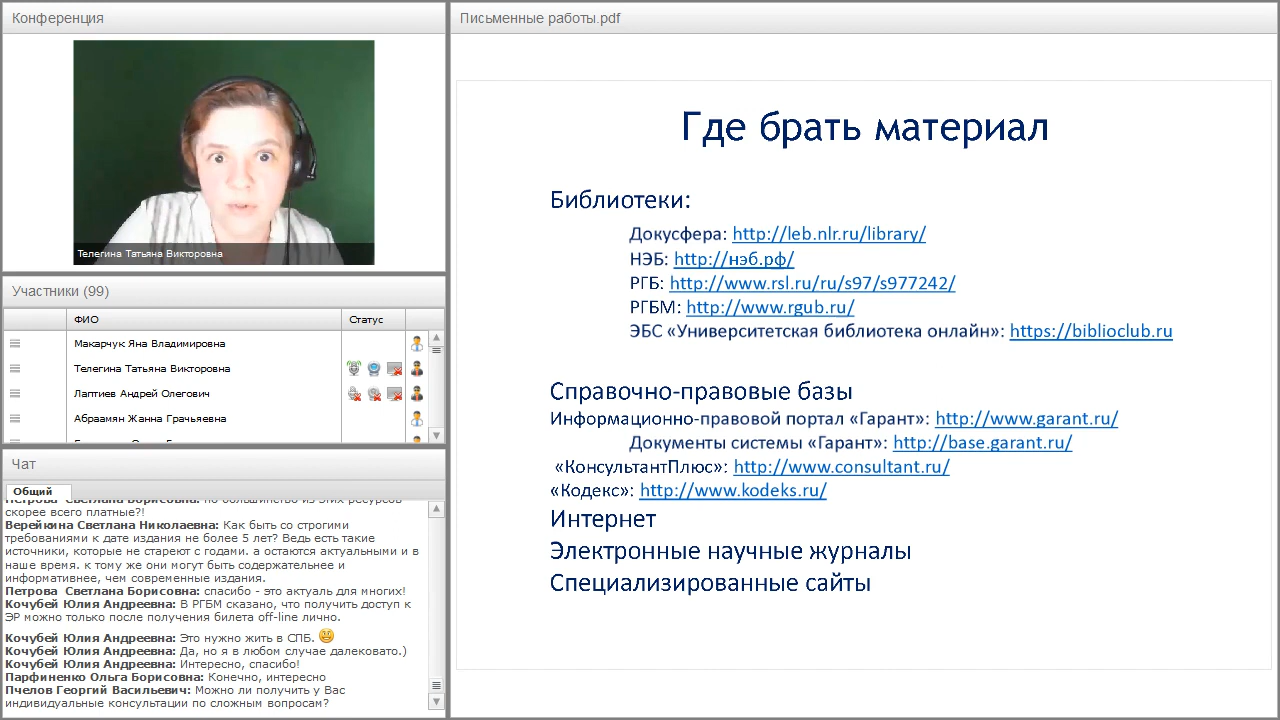 Конференция
Телегина Татьяна Викторовна
Участники (99)
ФИО
Статус
Макарчук Яна Владимировна
Телегина Татьяна Викторовна
Лаптиев Андрей Олегович
Абраамян Жанна Грачьяевна
Чат
Общий
Петрова Светлана Борисовна: но большинство из этих ресурсов
скорее всего платные?!
Верейкина Светлана Николаевна: Как быть со строгими
требованиями к дате издания не более 5 лет? Ведь есть такие
источники, которые не стареют с годами. а остаются актуальными и в
наше время. к тому же они могут быть содержательнее и
информативнее, чем современные издания.
Петрова Светлана Борисовна: спасибо - это актуаль для многих!
Кочубей Юлия Андреевна: В РГБМ сказано, что получить доступ к
ЭР можно только после получения билета off-line лично.
Кочубей Юлия Андреевна: Это нужно жить в СПБ.
Кочубей Юлия Андреевна: Да, но я в любом случае далековато.)
Кочубей Юлия Андреевна: Интересно, спасибо!
Парфиненко Ольга Борисовна: Конечно, интересно
Пчелов Георгий Васильевич: Можно ли получить у Вас
индивидуальные консультации по сложным вопросам?
Письменные работы.pdf
Где брать материал
Библиотеки:
Докусфера: http://leb.nlr.ru/library/
НЭБ: http://нэб.рф/
РГБ: http://www.rsl.ru/ru/s97/s977242/
РГБМ: http://www.rgub.ru/
ЭБС «Университетская библиотека онлайн»: https://biblioclub.ru
Справочно-правовые базы
Информационно-правовой портал «Гарант»: http://www.garant.ru/
Документы системы «Гарант»: http://base.garant.ru/
«КонсультантПлюс»: http://www.consultant.ru/
«Кодекс»: http://www.kodeks.ru/
Интернет
Электронные научные журналы
Специализированные сайты